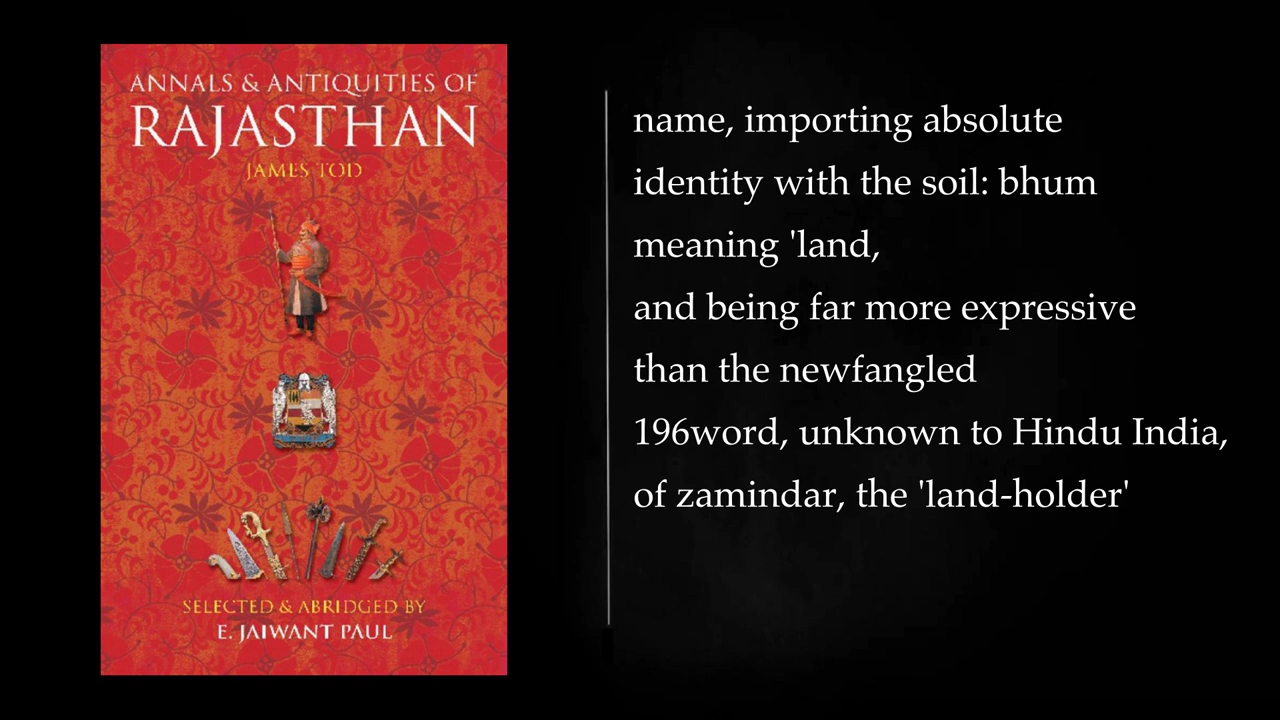 ANNALS & ANTIQUITIES OF
RAJASTHAN
JAMES TOD
SELECTED & ABRIDGED BY
E. JAIWANT PAUL
name, importing absolute
identity with the soil: bhum
meaning 'land,
and being far more expressive
than the newfangled
196word, unknown to Hindu India,
of zamindar, the 'land-holder'